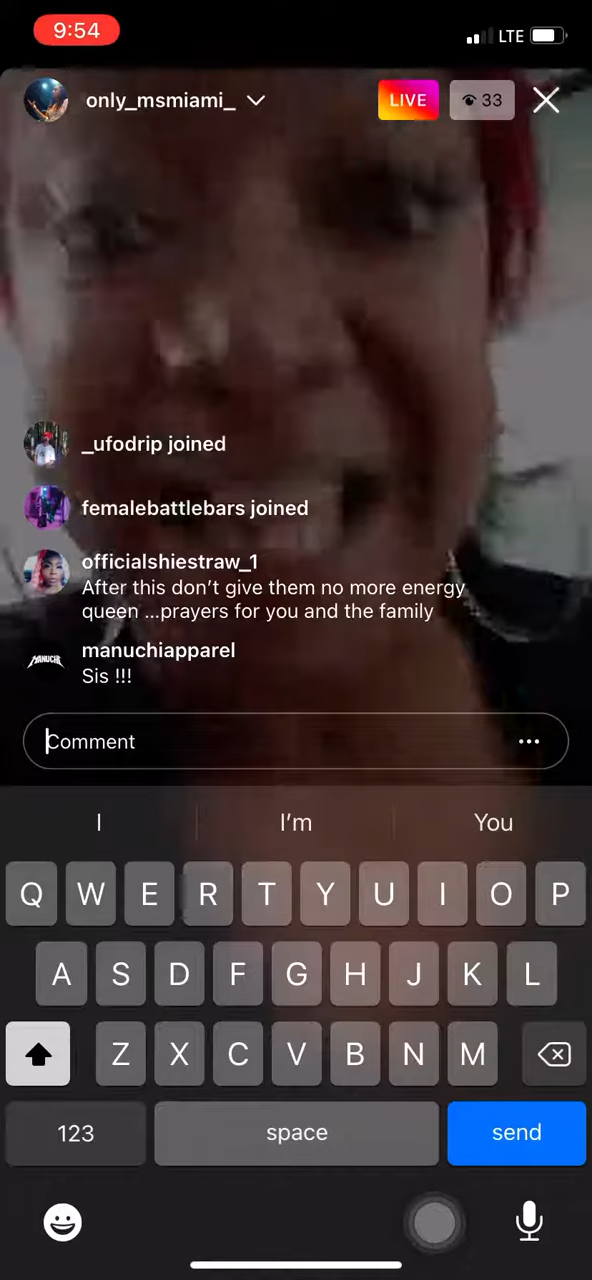 9:54
LTE
only_msmiami_
LIVE
33
_ufodrip joined
femalebattlebars joined
officialshiestraw_1
After this don’t give them no more energy
queen ...prayers for you and the family
MANUCHI
manuchiapparel
Sis !!!
Comment
I I’m You
Q W E R T Y U I O P
A S D F G H J K L
Z X C V B N M
123 space send